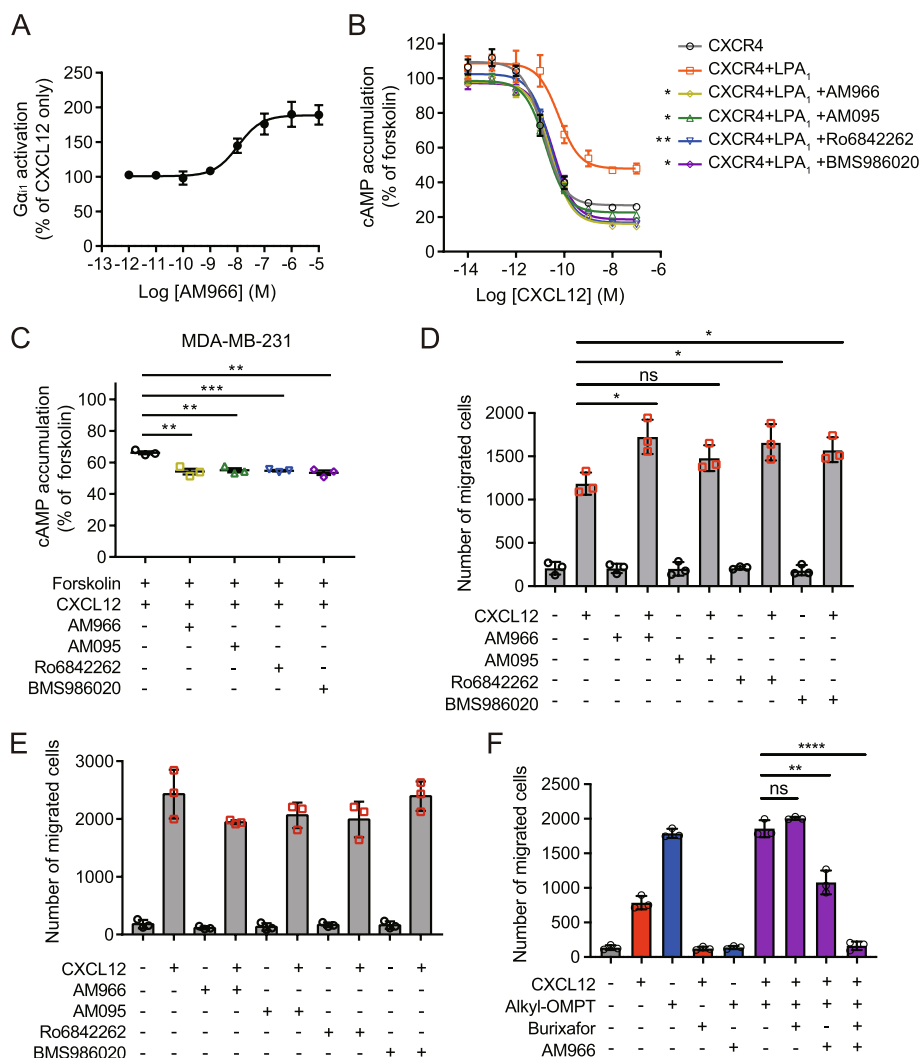 A
Gαi1 activation
(% of CXCL12 only)
250
200
150
100
50
0
-13 -12 -11 -10 -9 -8 -7 -6 -5
Log [AM966] (M)
B
cAMP accumulation
(% of forskolin)
120
100
80
60
40
20
0
-14 -12 -10 -8 -6
Log [CXCL12] (M)
CXCR4
CXCR4+LPA1
* CXCR4+LPA1 +AM966
* CXCR4+LPA1 +AM095
** CXCR4+LPA1 +Ro6842262
* CXCR4+LPA1 +BMS986020
C
MDA-MB-231
cAMP accumulation
(% of forskolin)
100
80
60
40
20
0
**
***
**
**
Forskolin + + + + +
CXCL12 + + + + +
AM966 - + - - -
AM095 - - + - -
Ro6842262 - - - + -
BMS986020 - - - - +
D
Number of migrated cells
2000
1500
1000
500
0
*
*
ns
*
CXCL12 - + - + - + - + - +
AM966 - - + + - - - - - -
AM095 - - - - + + - - - -
Ro6842262 - - - - - - + + - -
BMS986020 - - - - - - - - + +
E
Number of migrated cells
3000
2000
1000
0
CXCL12 - + - + - + - + - +
AM966 - - + + - - - - - -
AM095 - - - - + + - - - -
Ro6842262 - - - - - - + + - -
BMS986020 - - - - - - - - + +
F
Number of migrated cells
2500
2000
1500
1000
500
0
****
**
ns
CXCL12 - + - + - + + + +
Alkyl-OMPT - - + - + + + + +
Burixafor - - - + - - + - +
AM966 - - - - + - - + +